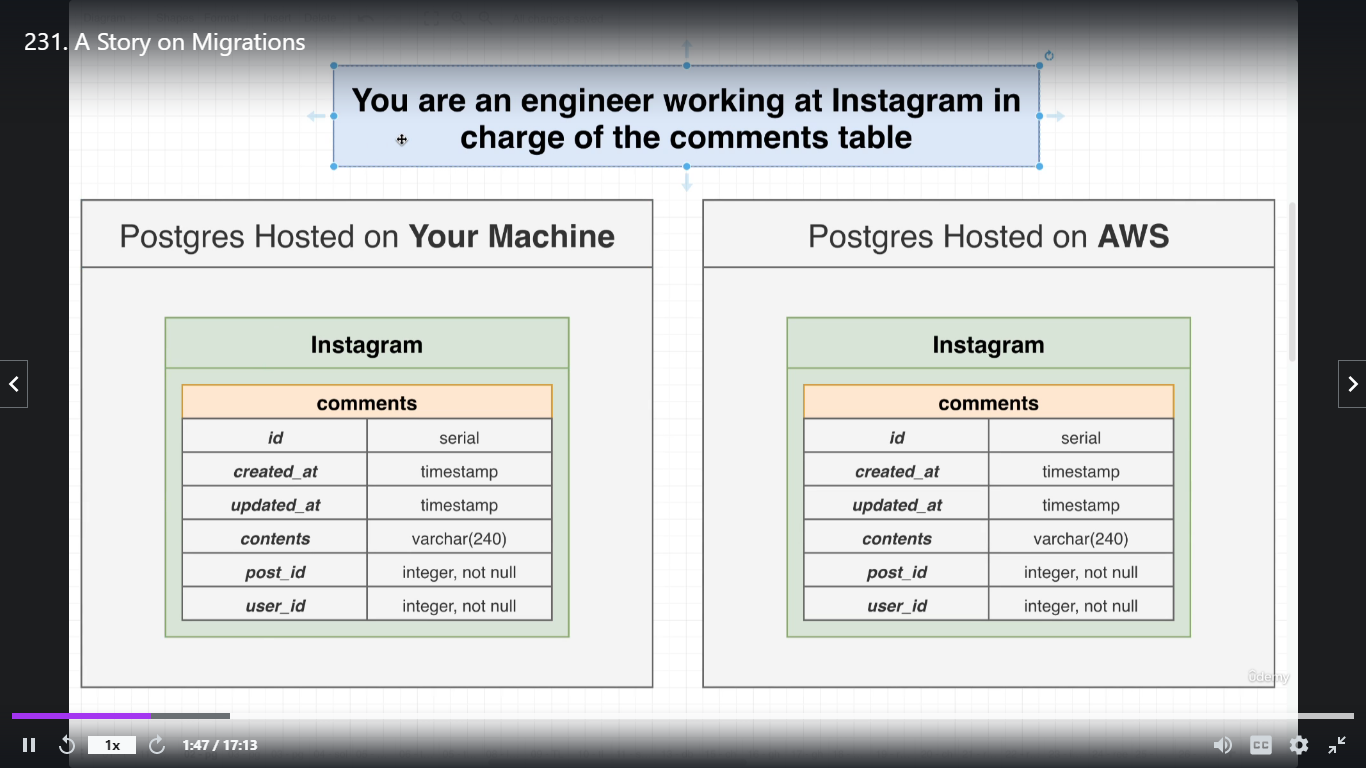 231. A Story on Migrations
You are an engineer working at Instagram in
charge of the comments table
Postgres Hosted on Your Machine
Instagram
comments
id serial
created_at timestamp
updated_at timestamp
contents varchar(240)
post_id integer, not null
user_id integer, not null
Postgres Hosted on AWS
Instagram
comments
id serial
created_at timestamp
updated_at timestamp
contents varchar(240)
post_id integer, not null
user_id integer, not null
ûdemy
1x
1:47 / 17:13
CC